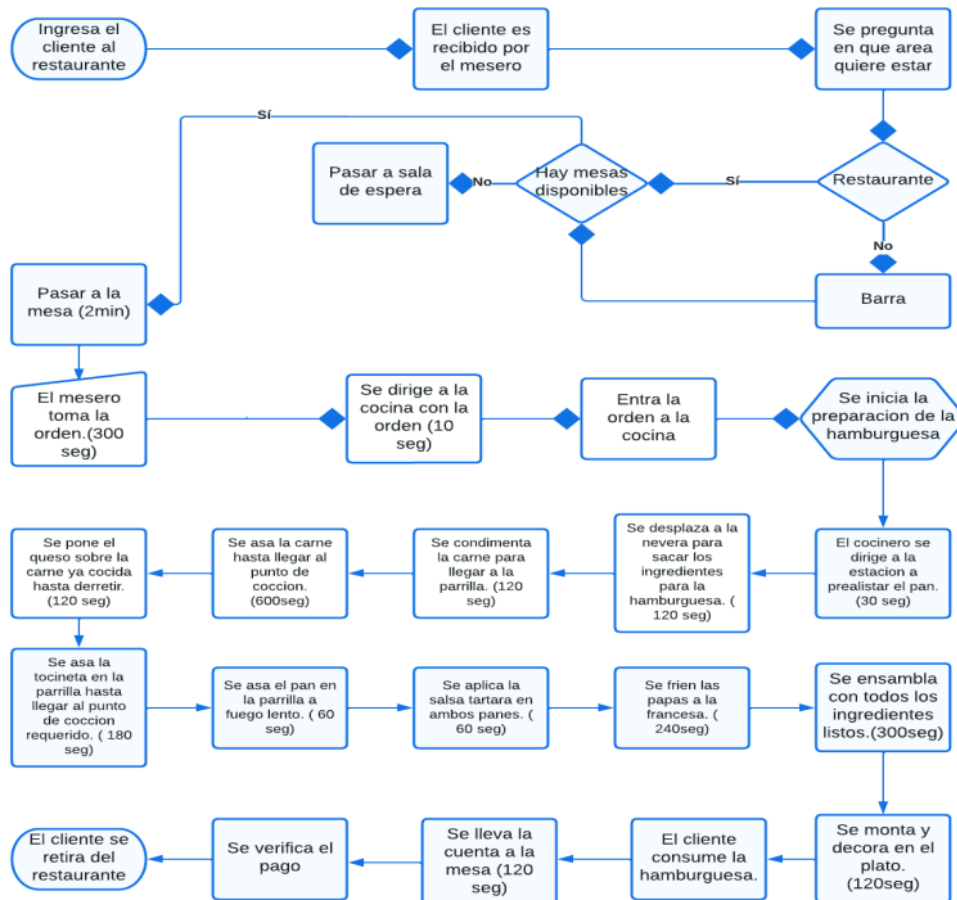 Ingresa el
cliente al
restaurante
El cliente es
recibido por
el mesero
Se pregunta
en que area
quiere estar
Sí
Pasar a sala
de espera
No
Hay mesas
disponibles
Sí
Restaurante
No
Pasar a la
mesa (2min)
Barra
El mesero
toma la
orden.(300
seg)
Se dirige a la
cocina con la
orden (10
seg)
Entra la
orden a la
cocina
Se inicia la
preparacion de la
hamburguesa
Se pone el
queso sobre la
carne ya cocida
hasta derretir.
(120 seg)
Se asa la carne
hasta llegar al
punto de
coccion.
(600seg)
Se condimenta
la carne para
llegar a la
parrilla. (120
seg)
Se desplaza a la
nevera para
sacar los
ingredientes
para la
hamburguesa. (
120 seg)
El cocinero se
dirige a la
estacion a
prealistar el pan.
(30 seg)
Se asa la
tocineta en la
parrilla hasta
llegar al punto
de coccion
requerido. ( 180
seg)
Se asa el pan en
la parrilla a
fuego lento. ( 60
seg)
Se aplica la
salsa tartara en
ambos panes. (
60 seg)
Se frien las
papas a la
francesa. (
240seg)
Se ensambla
con todos los
ingredientes
listos.(300seg)
El cliente se
retira del
restaurante
Se verifica el
pago
Se lleva la
cuenta a la
mesa (120
seg)
El cliente
consume la
hamburguesa.
Se monta y
decora en el
plato.
(120seg)